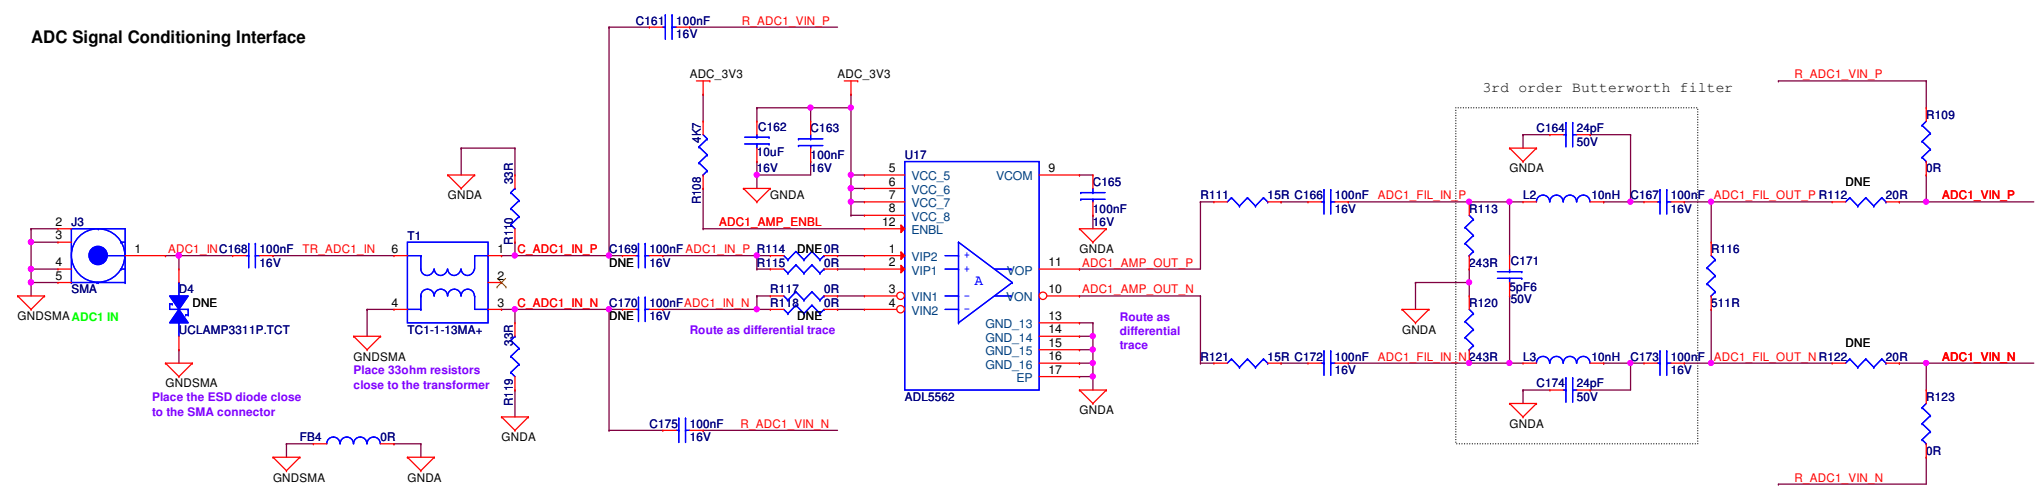 ADC Signal Conditioning Interface
C161 100nF R_ADC1_VIN_P
16V
ADC_3V3 ADC_3V3
R_ADC1_VIN_P
3rd order Butterworth filter
R109
0R
4K7
R108
C162
10uF
16V
C163
100nF
16V
GNDA
C164 24pF
50V
GNDA
U17
5 VCC_5
6 VCC_6
7 VCC_7
8 VCC_8
12 ENBL
ADC1_AMP_ENBL
VCOM 9
C165
100nF
16V
GNDA
33R
R110
GNDA
J3
2
3
4
5
1
SMA
GNDSMA ADC1 IN
ADC1_IN C168 100nF TR_ADC1_IN
16V
T1
6
4
1
2
3
TC1-1-13MA+
C_ADC1_IN_P C169 100nF ADC1_IN_P
DNE 16V
R114 DNE 0R
R115 0R
1 VIP2
2 VIP1
3 VIN1
4 VIN2
+
+
A
-
-
VOP 11 ADC1_AMP_OUT_P
VON 10 ADC1_AMP_OUT_N
C_ADC1_IN_N C170 100nF ADC1_IN_N
DNE 16V
R117 0R
R118 0R
DNE
Route as differential trace
GND_13 13
GND_14 14
GND_15 15
GND_16 16
EP 17
ADL5562
GNDA
Route as
differential
trace
D4
DNE
UCLAMP3311P.TCT
GNDSMA
Place the ESD diode close
to the SMA connector
GNDSMA
Place 33ohm resistors
close to the transformer
33R
R119
GNDA
FB4 0R
GNDSMA GNDA
C175 100nF R_ADC1_VIN_N
16V
R111 15R C166 100nF ADC1_FIL_IN_P
16V
L2 10nH C167 100nF ADC1_FIL_OUT_P
16V
DNE
R112 20R ADC1_VIN_P
R113
243R
C171
5pF6
50V
R120
243R
GNDA
R116
511R
R121 15R C172 100nF ADC1_FIL_IN_N
16V
L3 10nH C173 100nF ADC1_FIL_OUT_N
16V
DNE
R122 20R ADC1_VIN_N
C174 24pF
50V
GNDA
R123
0R
R_ADC1_VIN_N